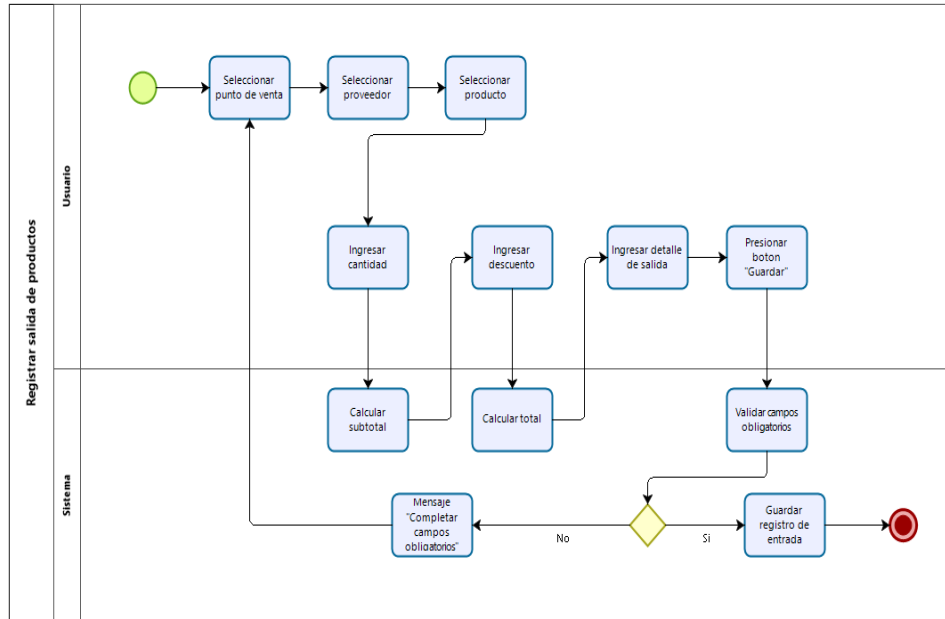 Registrar salida de productos
Usuario
Seleccionar
punto de venta
Seleccionar
proveedor
Seleccionar
producto
Ingresar
cantidad
Ingresar
descuento
Ingresar detalle
de salida
Presionar
boton
"Guardar"
Sistema
Calcular
subtotal
Calcular total
Validar campos
obligatorios
Mensaje
"Completar
campos
obligatorios"
No
Si
Guardar
registro de
entrada